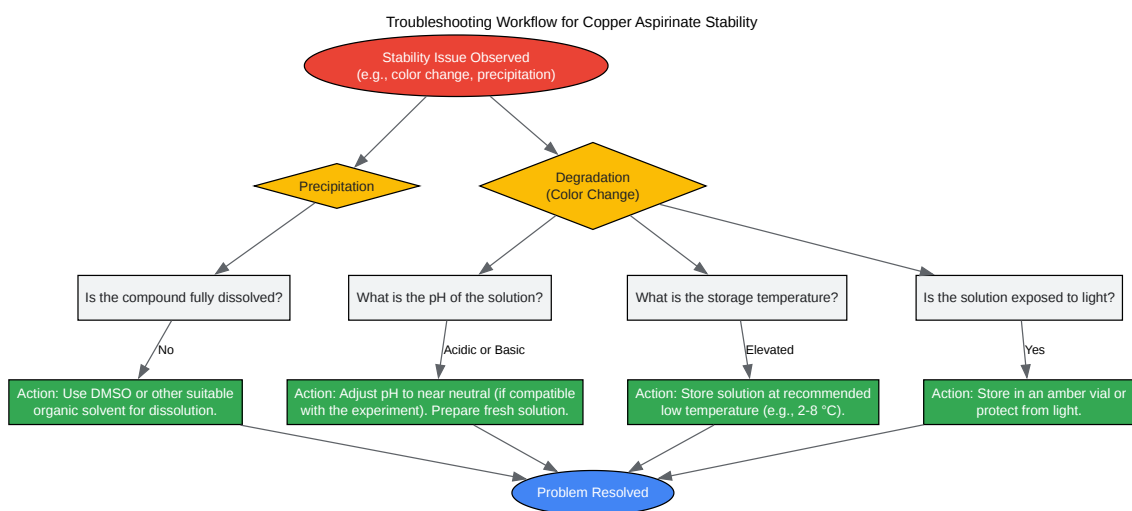 Troubleshooting Workflow for Copper Aspirinate Stability
Stability Issue Observed
(e.g., color change, precipitation)
Precipitation
Degradation
(Color Change)
Is the compound fully dissolved?
What is the pH of the solution?
What is the storage temperature?
Is the solution exposed to light?
No
Acidic or Basic
Elevated
Yes
Action: Use DMSO or other suitable
organic solvent for dissolution.
Action: Adjust pH to near neutral (if compatible
with the experiment). Prepare fresh solution.
Action: Store solution at recommended
low temperature (e.g., 2-8 °C).
Action: Store in an amber vial or
protect from light.
Problem Resolved